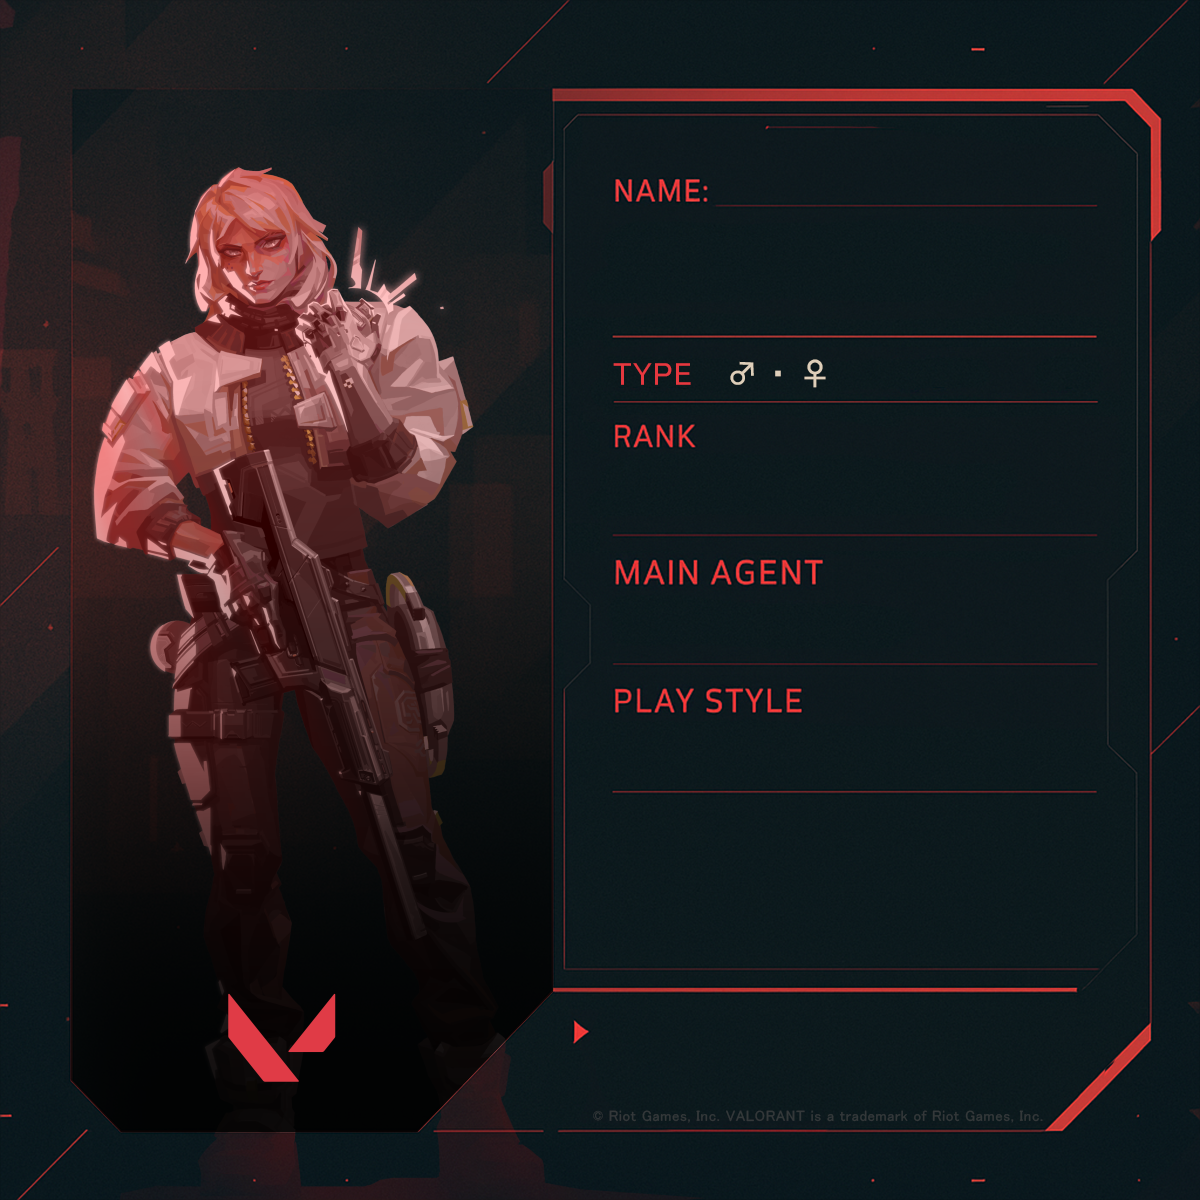 NAME:
TYPE ♂ · ♀
RANK
MAIN AGENT
PLAY STYLE
© Riot Games, Inc. VALORANT is a trademark of Riot Games, Inc.